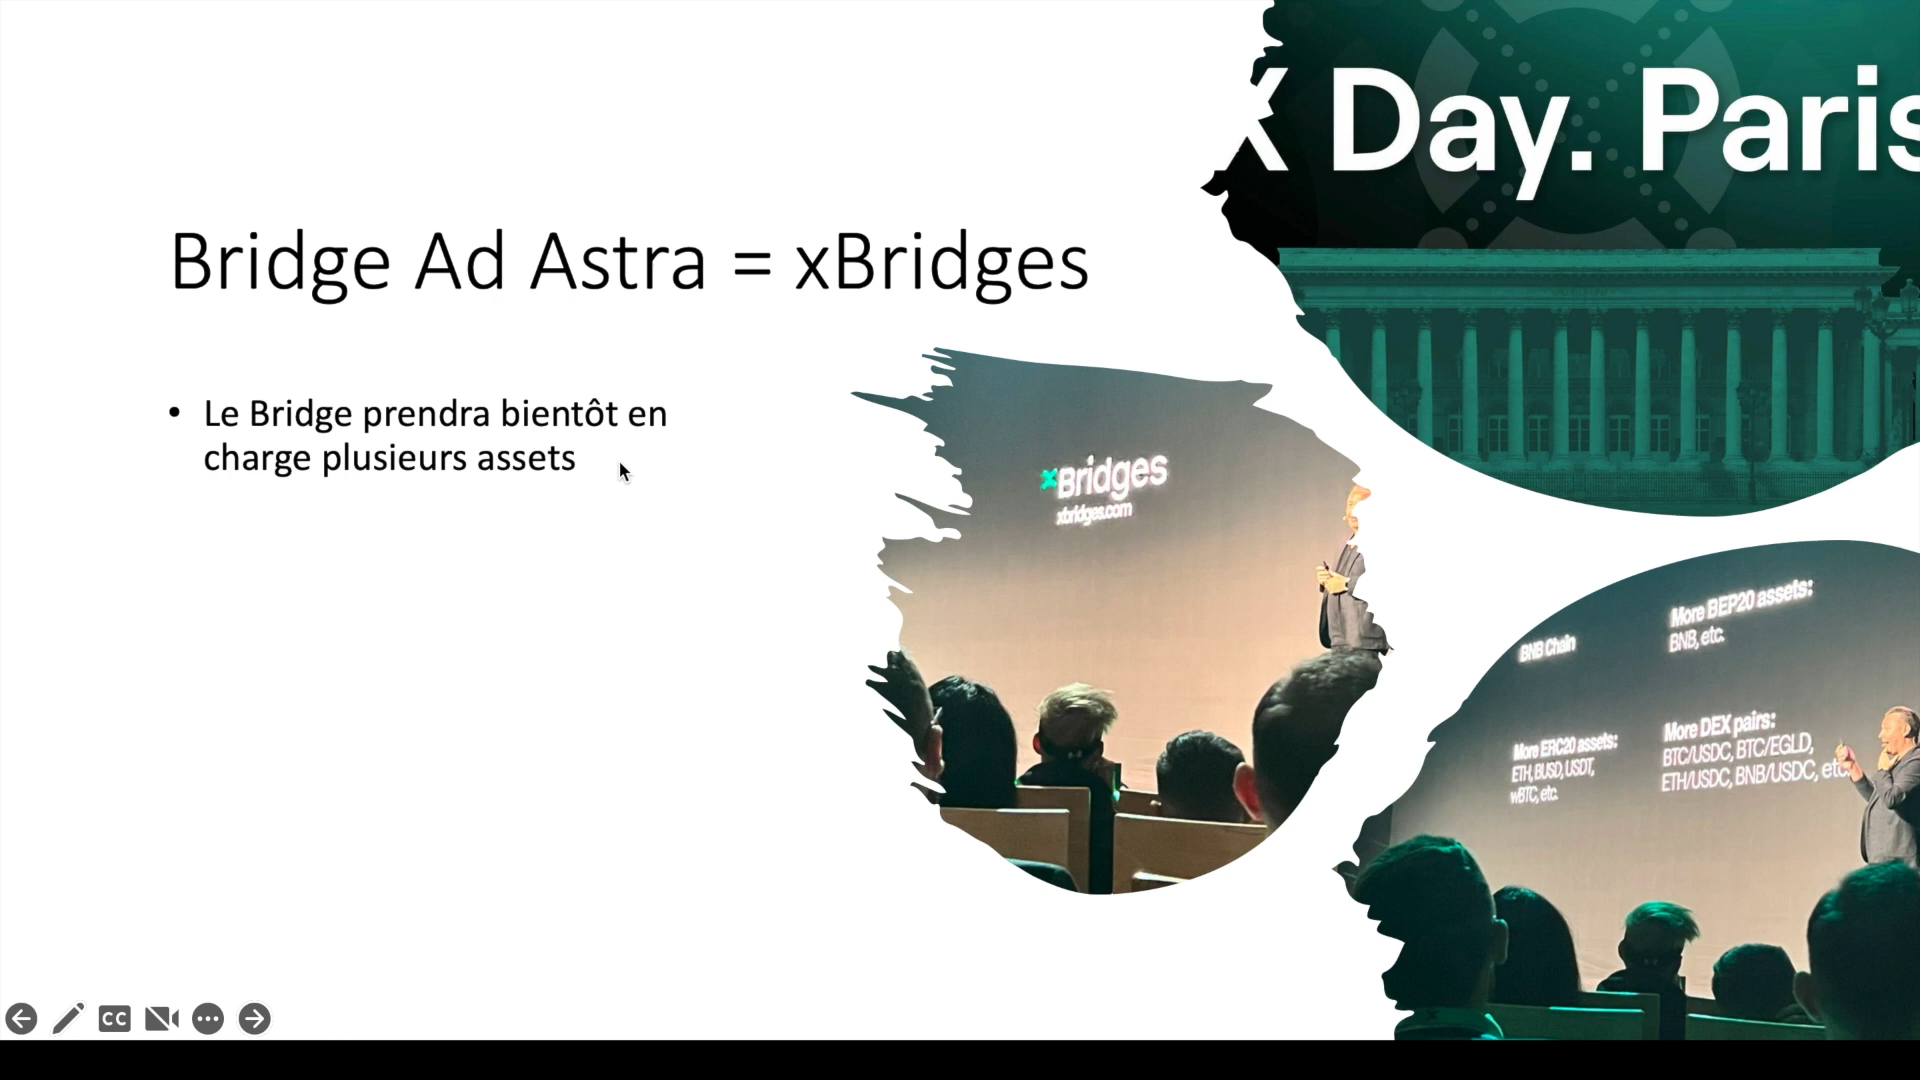 X Day. Paris
Bridge Ad Astra = xBridges
• Le Bridge prendra bientôt en
charge plusieurs assets
xBridges
xbridges.com
BNB Chain
More BEP20 assets:
BNB, etc.
More ERC20 assets:
ETH, BUSD, USDT,
wBTC, etc.
More DEX pairs:
BTC/USDC, BTC/EGLD,
ETH/USDC, BNB/USDC, etc.
CC